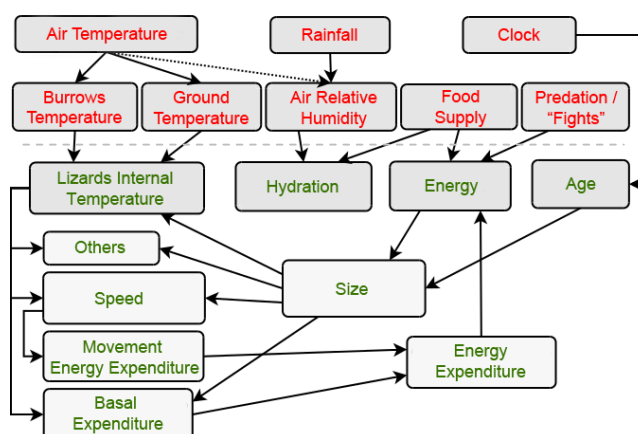 Air Temperature
Rainfall
Clock
Burrows
Temperature
Ground
Temperature
Air Relative
Humidity
Food
Supply
Predation /
"Fights"
Lizards Internal
Temperature
Hydration
Energy
Age
Others
Size
Speed
Movement
Energy Expenditure
Energy
Expenditure
Basal
Expenditure